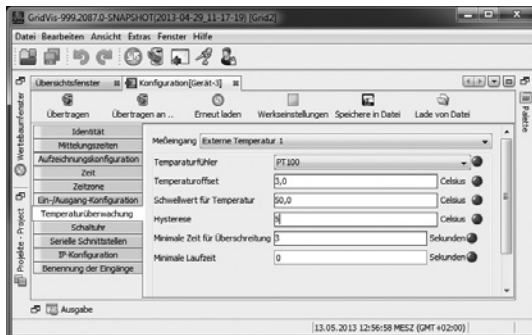 GridVis-999.2087.0-SNAPSHOT(2013-04-29_11-17-19) [Grid2]
Datei Bearbeiten Ansicht Extras Fenster Hilfe
Übersichtsfenster Konfiguration[Gerät-3]
Übertragen Übertragen an .. Erneut laden Werkseinstellungen Speichere in Datei Lade von Datei
Wertebaumfenster
Projekte - Project
Palette
Identität
Mittelungszeiten
Aufzeichnungskonfiguration
Zeit
Zeitzone
Ein-/Ausgang-Konfiguration
Temperaturüberwachung
Schaltuhr
Serielle Schnittstellen
IP-Konfiguration
Benennung der Eingänge
Meßeingang Externe Temperatur 1
Temparaturfühler PT100
Temperaturoffset 3,0 Celsius
Schwellwert für Temperatur 50,0 Celsius
Hysterese 5 Celsius
Minimale Zeit für Überschreitung 3 Sekunden
Minimale Laufzeit 0 Sekunden
Ausgabe
13.05.2013 12:56:58 MESZ (GMT+02:00)